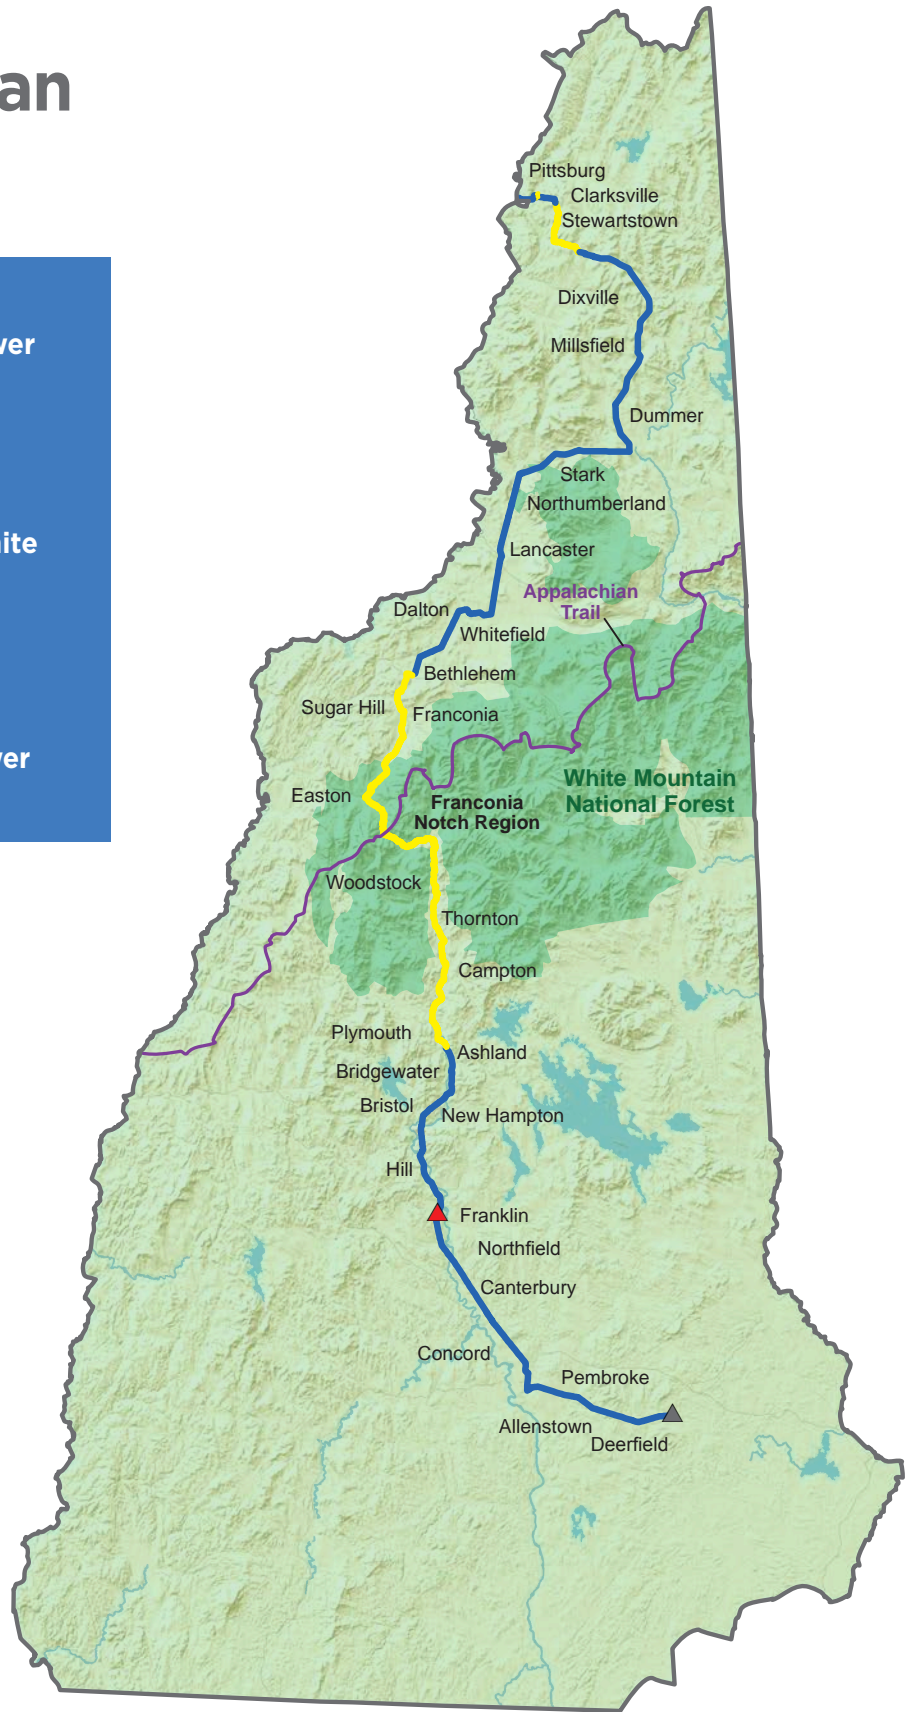 an
ver
ite
ver
Pittsburg
Clarksville
Stewartstown
Dixville
Millsfield
Dummer
Stark
Northumberland
Lancaster
Appalachian
Trail
Dalton
Whitefield
Bethlehem
Sugar Hill
Franconia
White Mountain
National Forest
Easton
Franconia
Notch Region
Woodstock
Thornton
Campton
Plymouth
Ashland
Bridgewater
Bristol
New Hampton
Hill
Franklin
Northfield
Canterbury
Concord
Pembroke
Allenstown
Deerfield